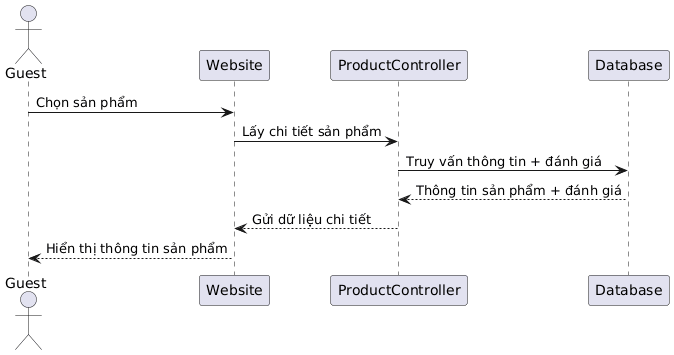 Guest
Website
ProductController
Database
Chọn sản phẩm
Lấy chi tiết sản phẩm
Truy vấn thông tin + đánh giá
Thông tin sản phẩm + đánh giá
Gửi dữ liệu chi tiết
Hiển thị thông tin sản phẩm
Guest
Website
ProductController
Database